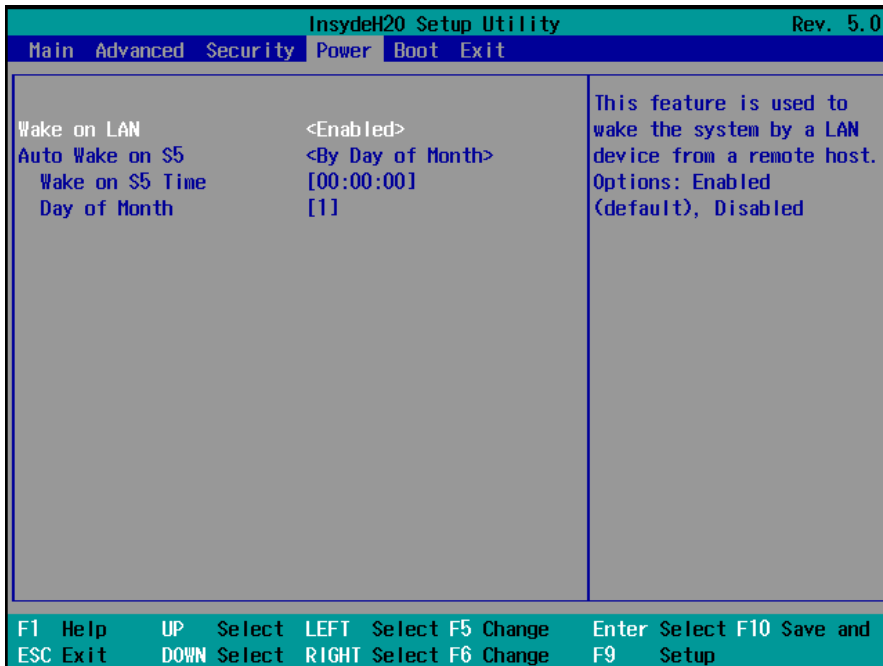 InsydeH20 Setup Utility Rev. 5.0
Main Advanced Security Power Boot Exit
Wake on LAN <Enabled>
Auto Wake on S5 <By Day of Month>
Wake on S5 Time [00:00:00]
Day of Month [1]
This feature is used to
wake the system by a LAN
device from a remote host.
Options: Enabled
(default), Disabled
F1 Help UP Select LEFT Select F5 Change Enter Select F10 Save and
ESC Exit DOWN Select RIGHT Select F6 Change F9 Setup